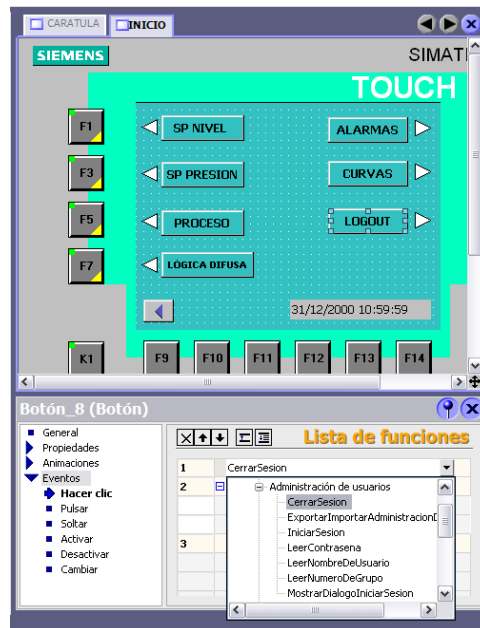 CARATULA INICIO
SIEMENS SIMATI
TOUCH
F1 SP NIVEL ALARMAS
F3 SP PRESION CURVAS
F5 PROCESO LOGOUT
F7 LÓGICA DIFUSA
31/12/2000 10:59:59
K1 F9 F10 F11 F12 F13 F14
Botón_8 (Botón)
General
Propiedades
Animaciones
Eventos
Hacer clic
Pulsar
Soltar
Activar
Desactivar
Cambiar
Lista de funciones
1 CerrarSesion
2 Administración de usuarios
CerrarSesion
ExportarImportarAdministracionD
3 IniciarSesion
LeerContrasena
LeerNombreDeUsuario
LeerNumeroDeGrupo
MostrarDialogoIniciarSesion